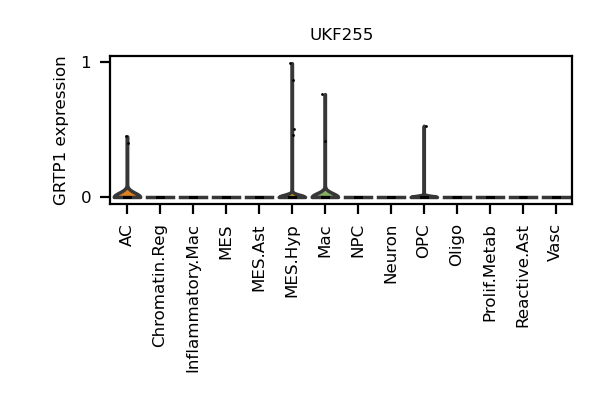 UKF255
GRTP1 expression
1
0
AC
Chromatin.Reg
Inflammatory.Mac
MES
MES.Ast
MES.Hyp
Mac
NPC
Neuron
OPC
Oligo
Prolif.Metab
Reactive.Ast
Vasc